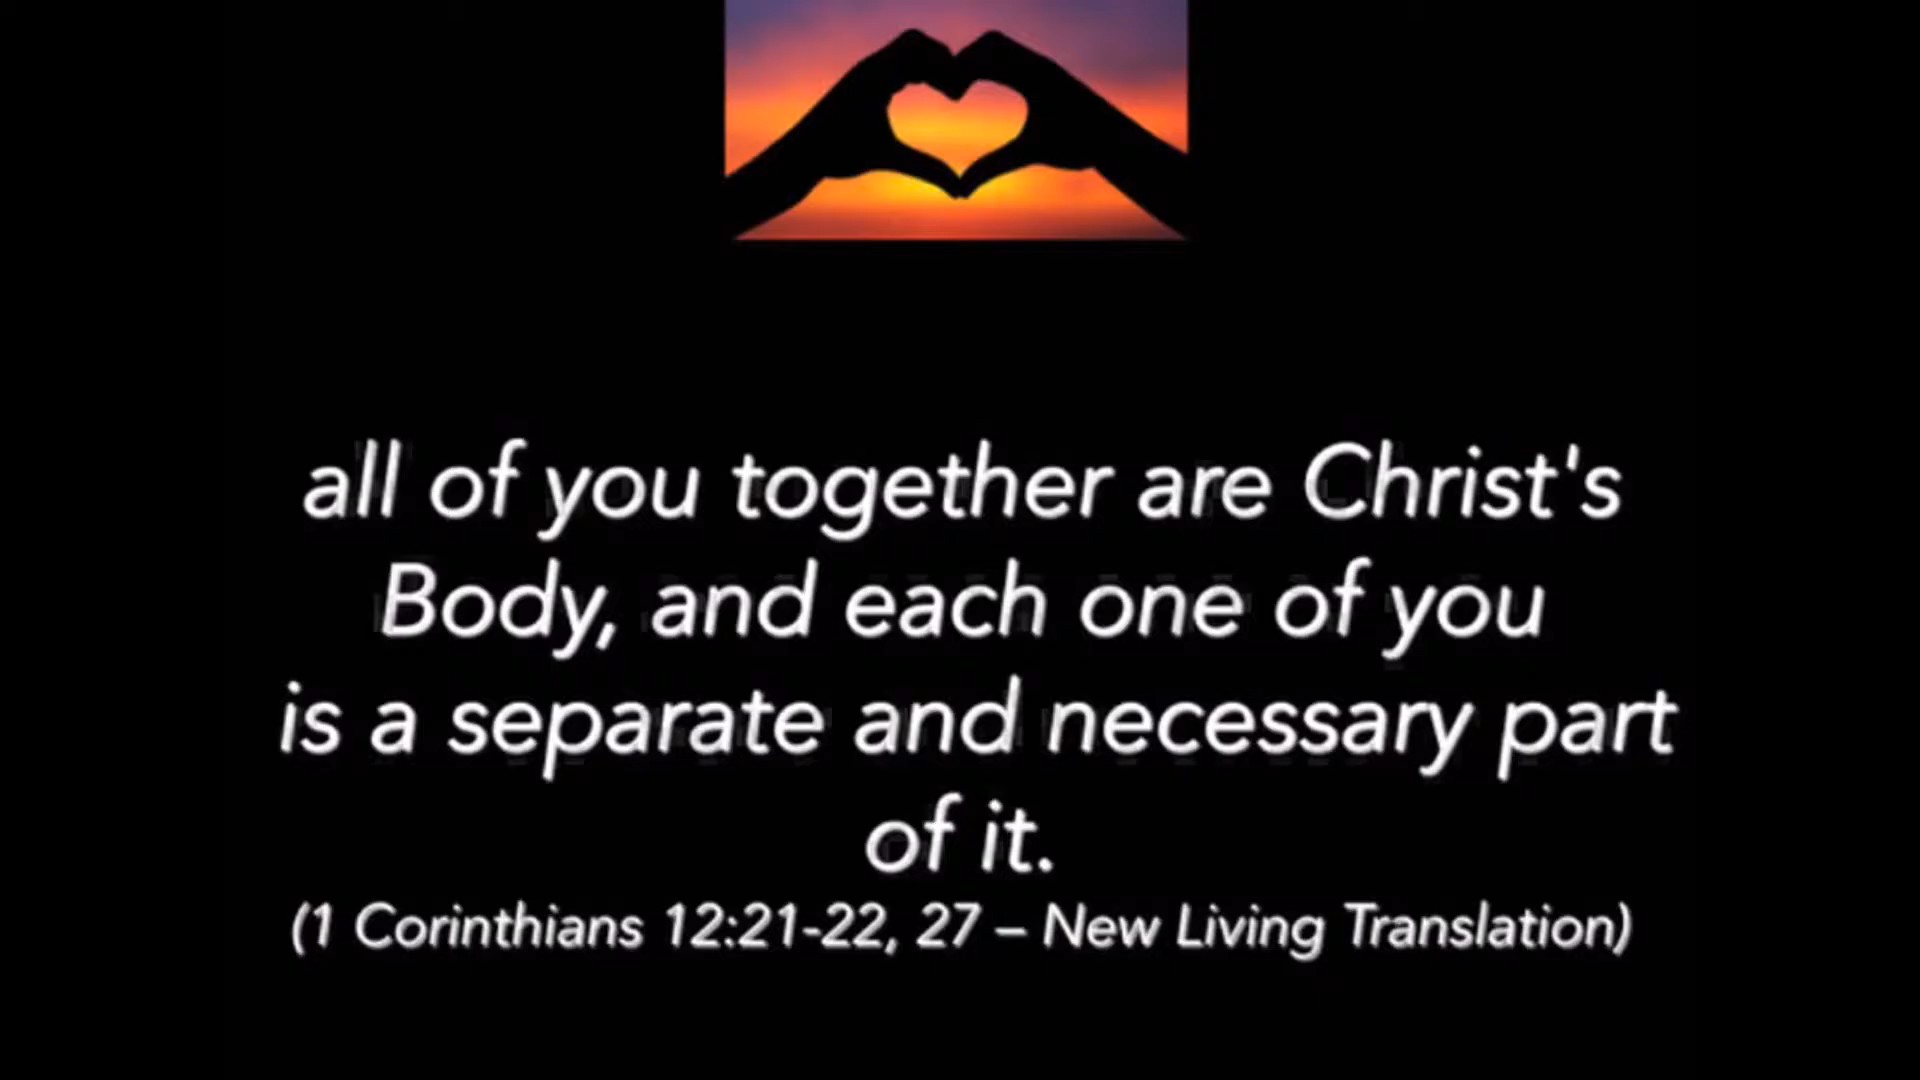 all of you together are Christ's
Body, and each one of you
is a separate and necessary part
of it.
(1 Corinthians 12:21-22, 27 – New Living Translation)